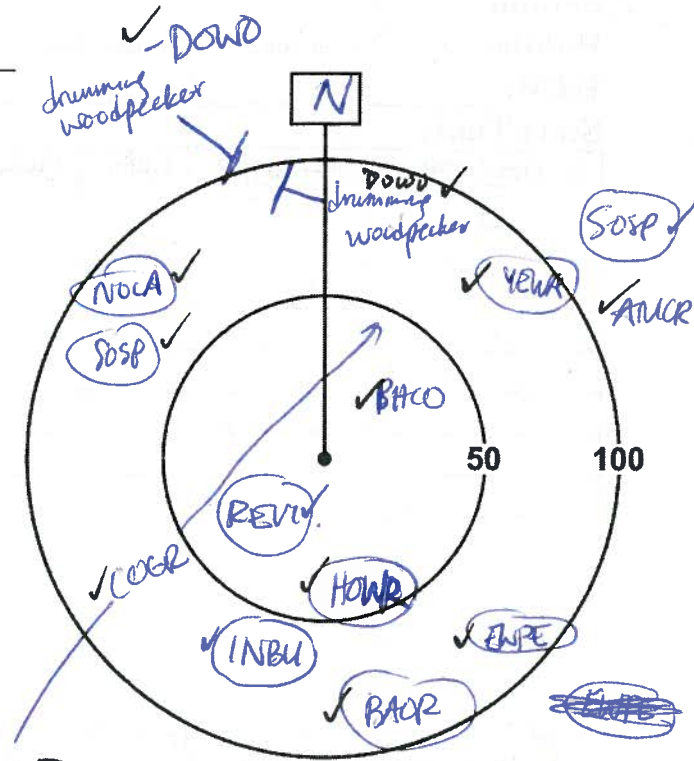 ✓-DOWO
drumming
woodpecker
N
DOWO ✓
drumming
woodpecker
SOSP ✓
NOCA ✓
✓ YEWA
✓AMCR
SOSP ✓
✓BHCO
50
100
REVI✓
✓COGR
✓ HOWR
✓ INBU
✓ EWPE
✓ BAOR